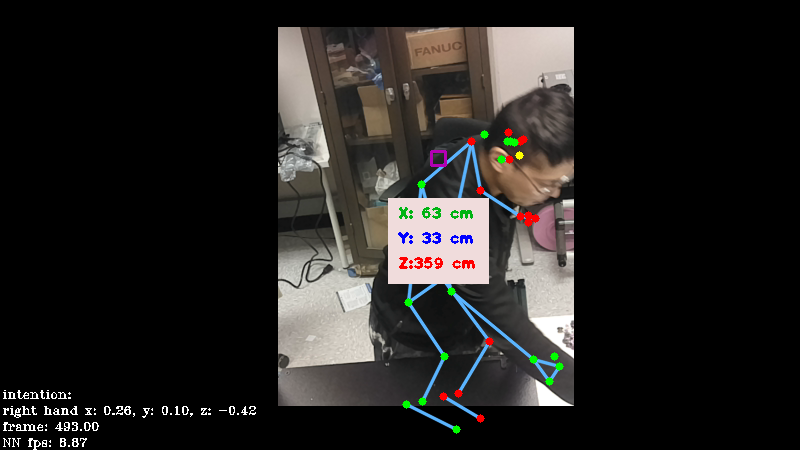 FANUC
X: 63 cm
Y: 33 cm
Z:359 cm
intention:
right hand x: 0.26, y: 0.10, z: -0.42
frame: 493.00
NN fps: 8.87